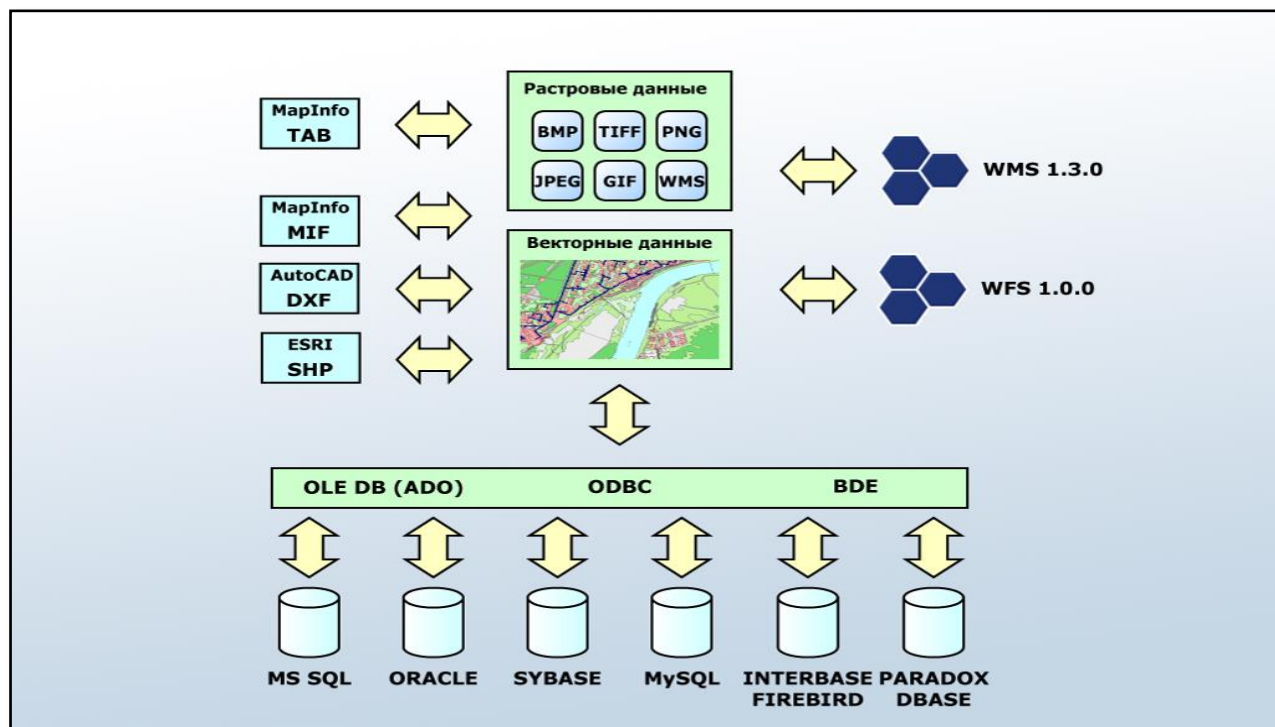 MapInfo
TAB
MapInfo
MIF
AutoCAD
DXF
ESRI
SHP
Растровые данные
BMP TIFF PNG
JPEG GIF WMS
Векторные данные
WMS 1.3.0
WFS 1.0.0
OLE DB (ADO) ODBC BDE
MS SQL ORACLE SYBASE MySQL INTERBASE PARADOX
FIREBIRD DBASE